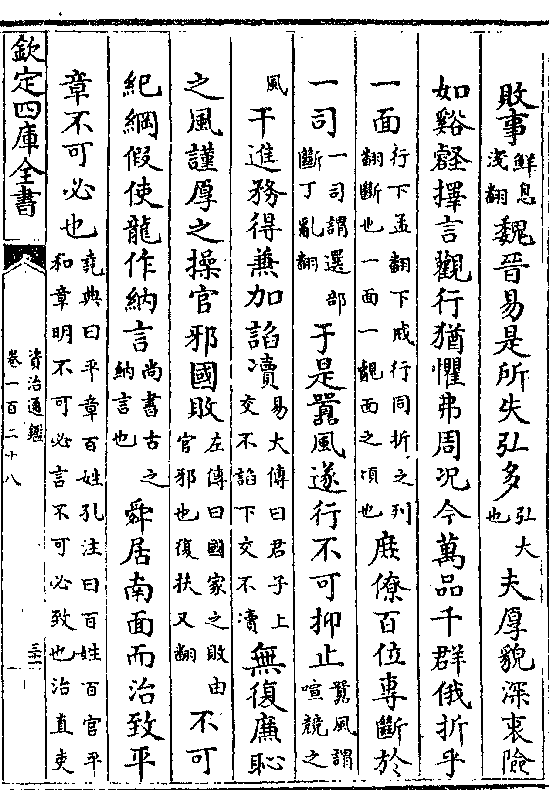 敗事鮮息淺翻魏晉易是所失弘多弘大也夫厚貌深衷險
如谿壑擇言觀行猶懼弗周況今萬品千群俄折乎
一面行下孟翻下成行同折之列翻斷也一面一覿面之頃也庶僚百位專斷於
一司一司謂選部斷丁亂翻于是囂風遂行不可抑止囂風謂喧競之
風干進務得兼加諂瀆易大傳曰君子上交不諂下交不瀆無復廉恥
之風謹厚之操官邪國敗左傳曰國家之敗由官邪也復扶又翻不可
紀綱假使龍作納言尚書古之納言也舜居南面而治致平
章不可必也堯典曰平章百姓孔注曰百姓百官平和章明不可必言不可必致也治直吏
欽定四庫全書
資治通鑑
卷一百二十八
三十一